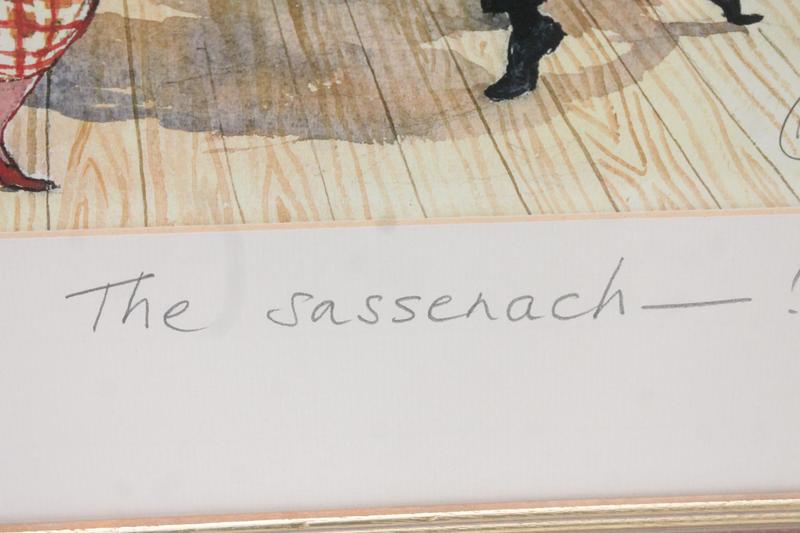 The sassenach — !